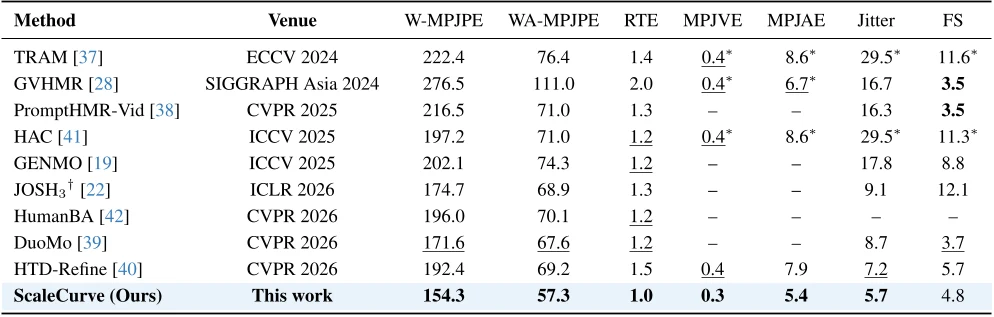 Method Venue W-MPJPE WA-MPJPE RTE MPJVE MPJAE Jitter FS
TRAM [37] ECCV 2024 222.4 76.4 1.4 0.4* 8.6* 29.5* 11.6*
GVHMR [28] SIGGRAPH Asia 2024 276.5 111.0 2.0 0.4* 6.7* 16.7 3.5
PromptHMR-Vid [38] CVPR 2025 216.5 71.0 1.3 – – 16.3 3.5
HAC [41] ICCV 2025 197.2 71.0 1.2 0.4* 8.6* 29.5* 11.3*
GENMO [19] ICCV 2025 202.1 74.3 1.2 – – 17.8 8.8
JOSH₃† [22] ICLR 2026 174.7 68.9 1.3 – – 9.1 12.1
HumanBA [42] CVPR 2026 196.0 70.1 1.2 – – – –
DuoMo [39] CVPR 2026 171.6 67.6 1.2 – – 8.7 3.7
HTD-Refine [40] CVPR 2026 192.4 69.2 1.5 0.4 7.9 7.2 5.7
ScaleCurve (Ours) This work 154.3 57.3 1.0 0.3 5.4 5.7 4.8